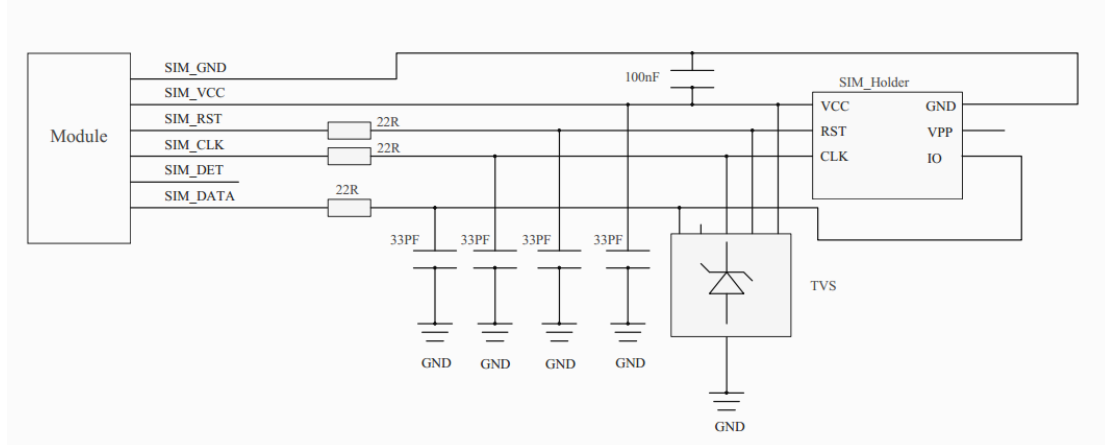 SIM_GND
100nF
SIM_Holder
SIM_VCC
VCC
GND
Module
SIM_RST
22R
RST
VPP
SIM_CLK
22R
CLK
IO
SIM_DET
SIM_DATA
22R
33PF
33PF
33PF
33PF
TVS
GND
GND
GND
GND
GND